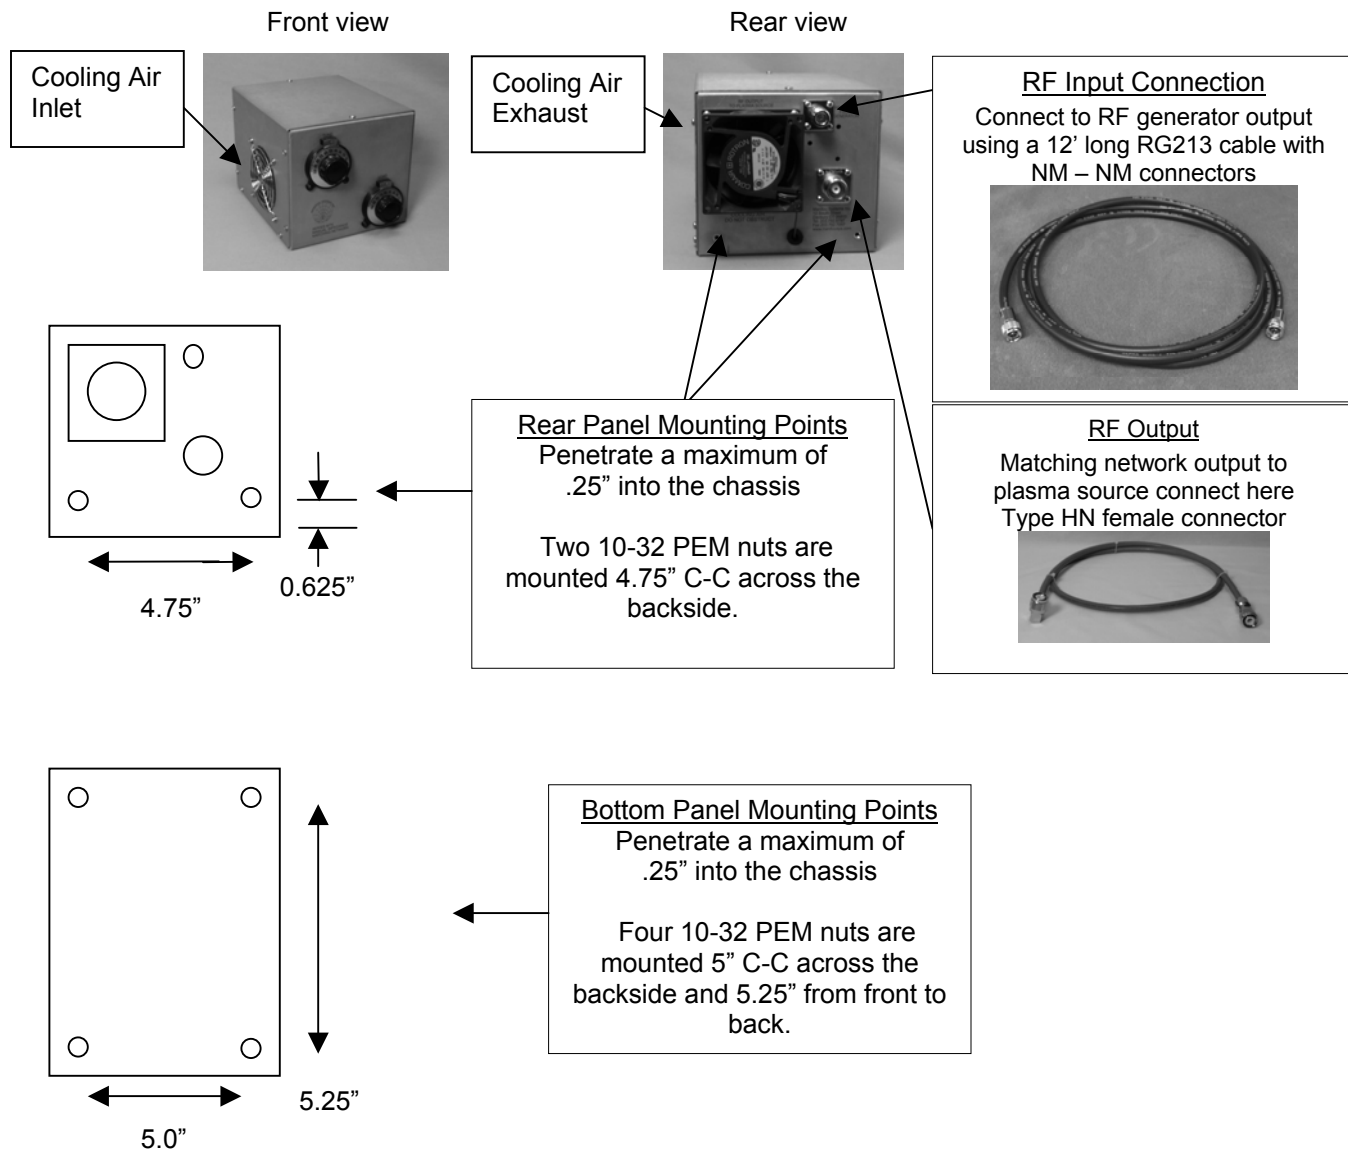 Front view
Rear view
Cooling Air
Inlet
Cooling Air
Exhaust
RF Input Connection
Connect to RF generator output
using a 12’ long RG213 cable with
NM – NM connectors
Rear Panel Mounting Points
Penetrate a maximum of
.25” into the chassis
Two 10-32 PEM nuts are
mounted 4.75” C-C across the
backside.
RF Output
Matching network output to
plasma source connect here
Type HN female connector
0.625”
4.75”
Bottom Panel Mounting Points
Penetrate a maximum of
.25” into the chassis
Four 10-32 PEM nuts are
mounted 5” C-C across the
backside and 5.25” from front to
back.
5.25”
5.0”